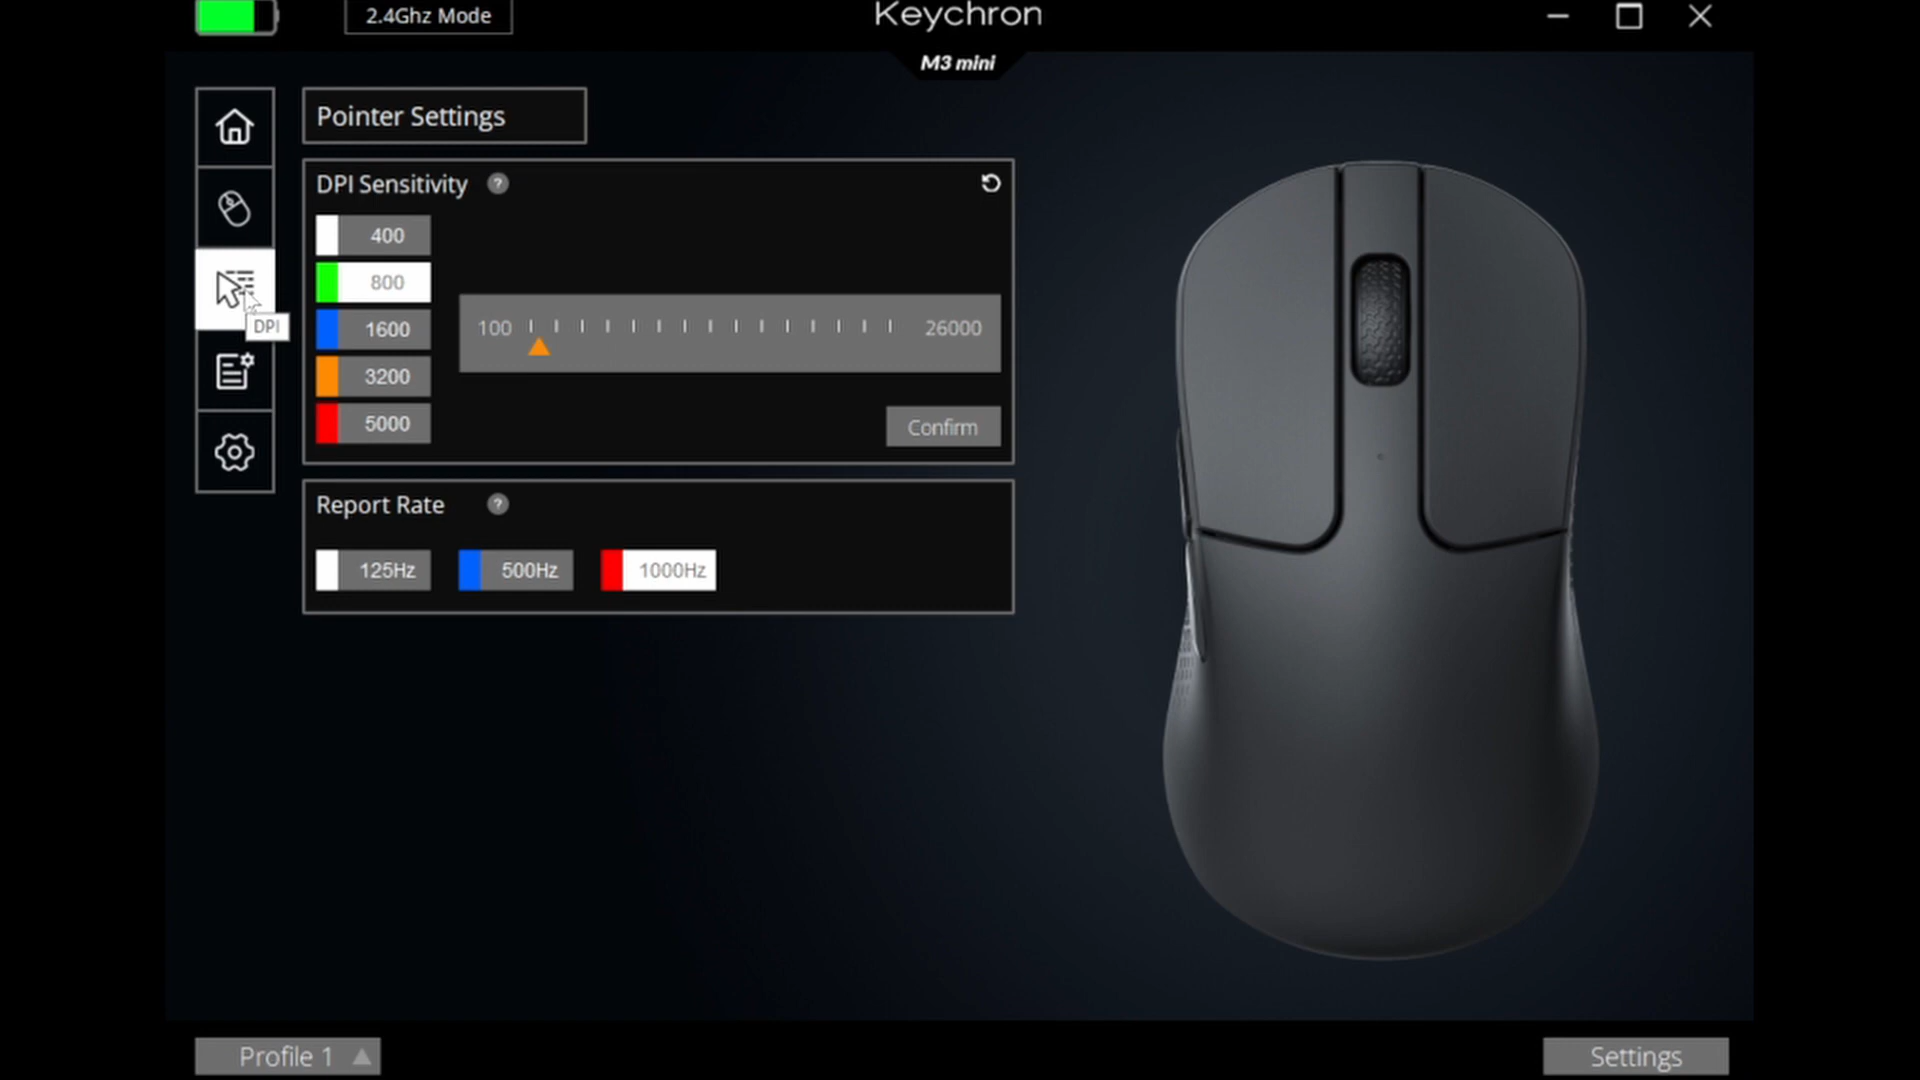 2.4Ghz Mode
Keychron
M3 mini
Pointer Settings
DPI Sensitivity ?
400
800
1600
3200
5000
100
26000
Confirm
DPI
Report Rate ?
125Hz
500Hz
1000Hz
Profile 1
Settings